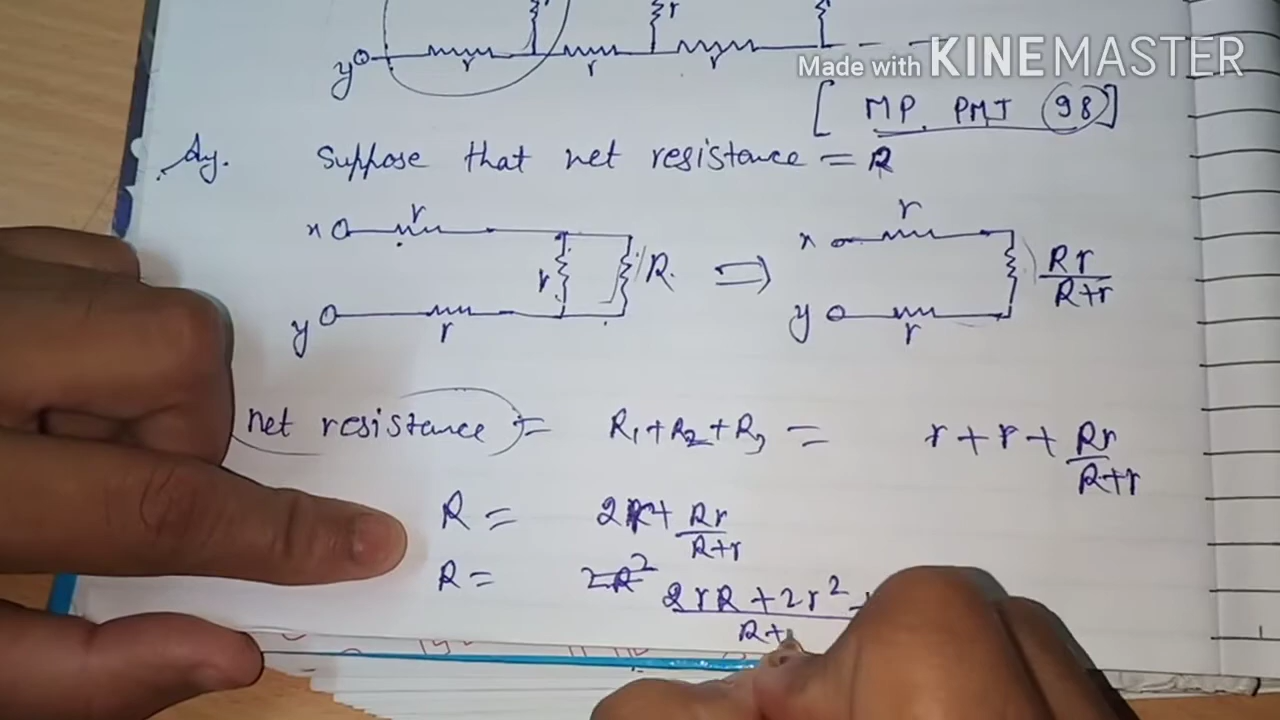 r
y r r r
Made with KINEMASTER
[ MP. PMT 98 ]
Ay. Suppose that net resistance = R
x r r R. ⇒ x r Rr/R+r
y r y r
net resistance = R1+R2+R3 = r+r+ Rr/R+r
R = 2r+ Rr/R+r
R = 2rR+2r²+ / R+